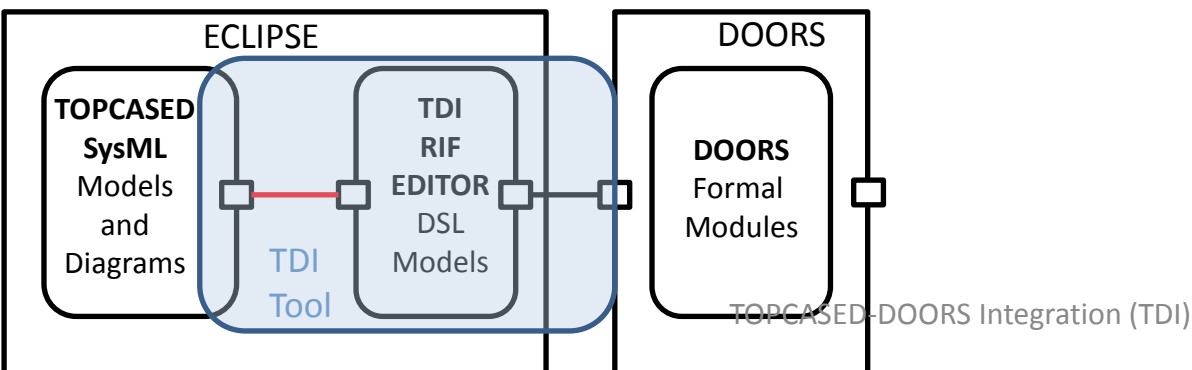 ECLIPSE
DOORS
TOPCASED
SysML
Models
and
Diagrams
TDI
Tool
TDI
RIF
EDITOR
DSL
Models
DOORS
Formal
Modules
TOPCASED-DOORS Integration (TDI)